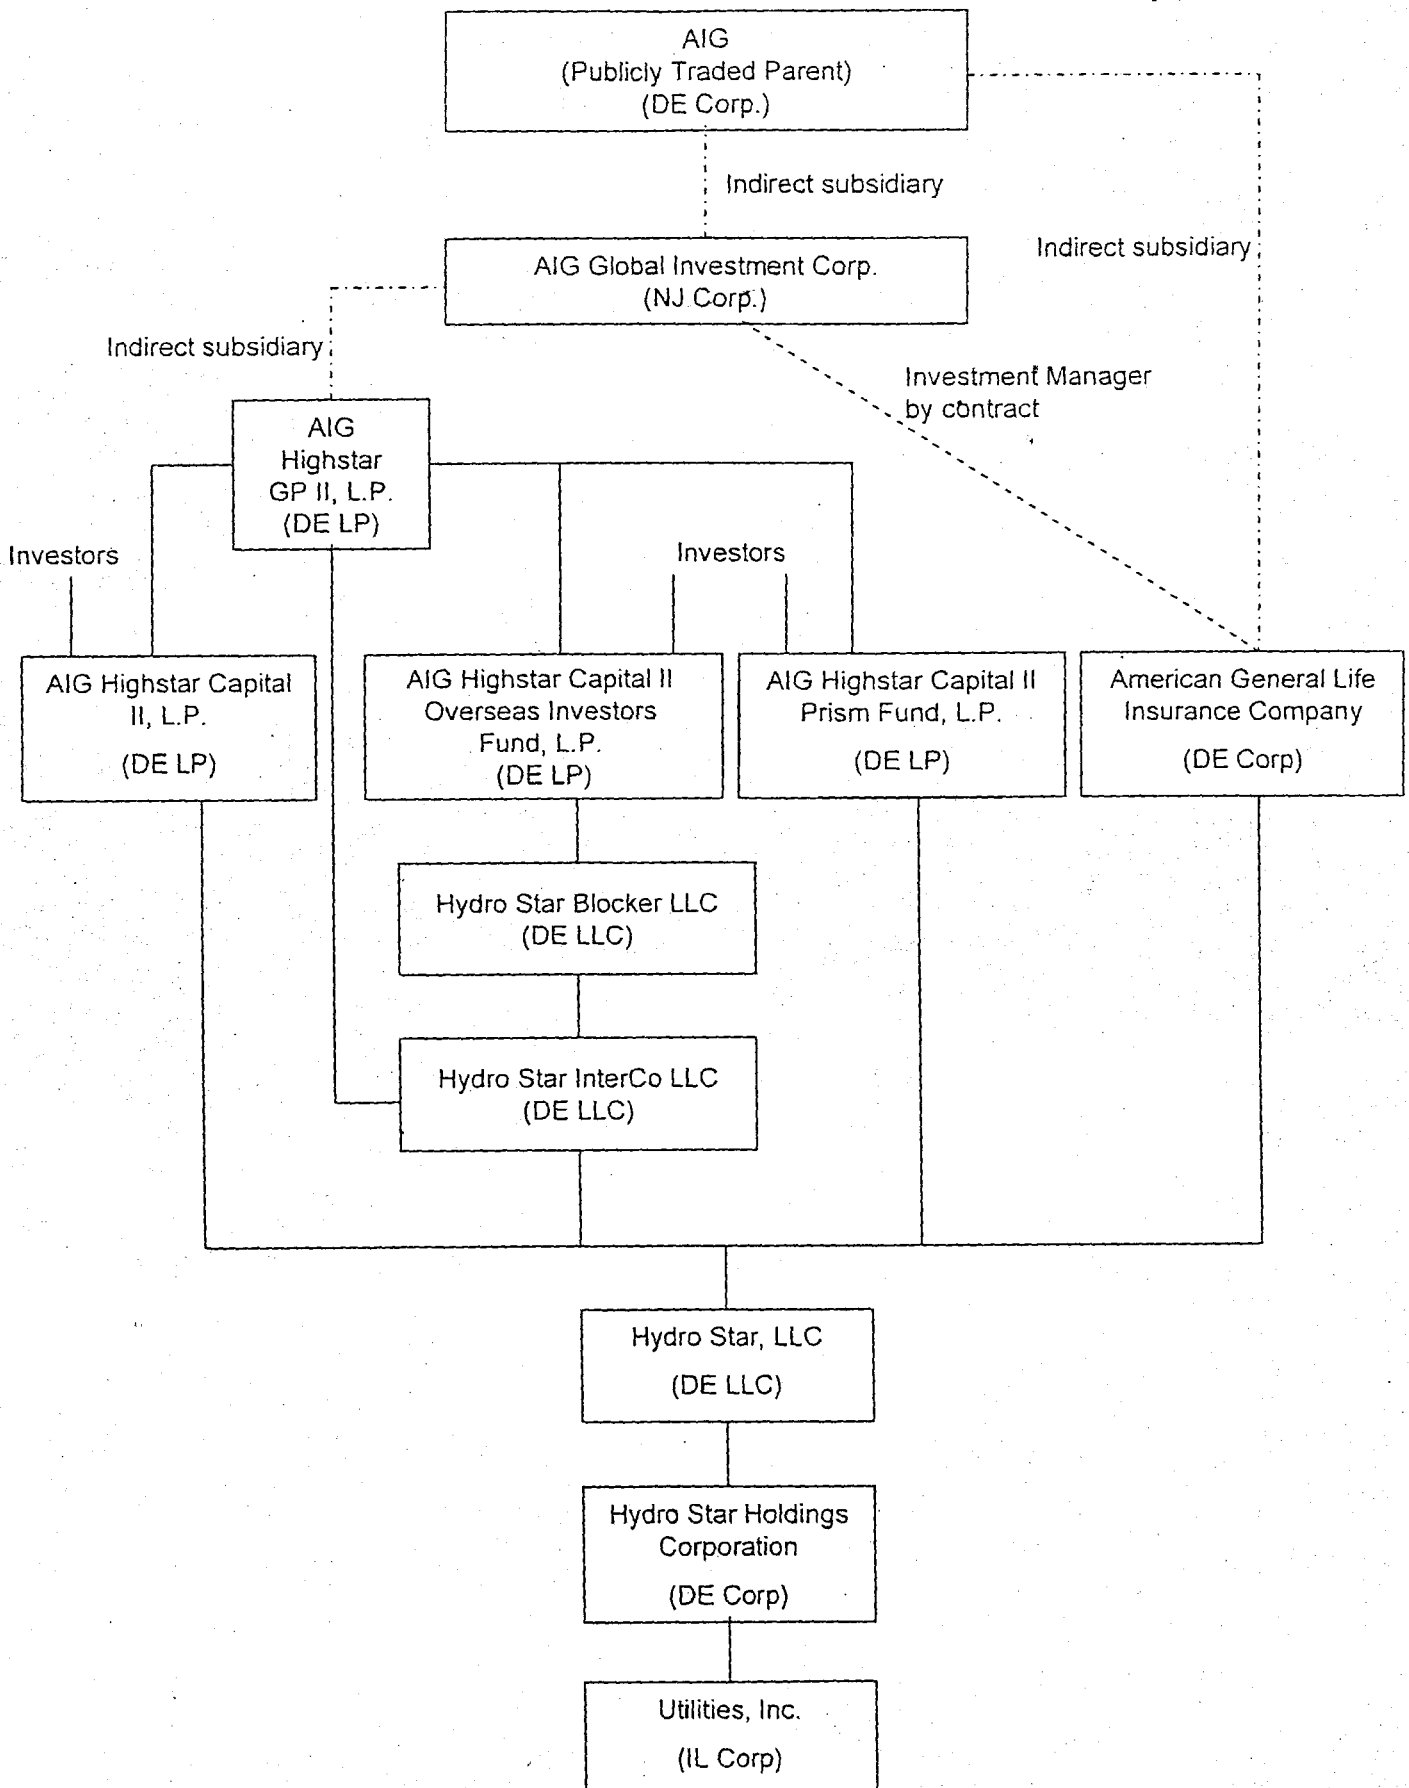 AIG
(Publicly Traded Parent)
(DE Corp.)
Indirect subsidiary
Indirect subsidiary
AIG Global Investment Corp.
(NJ Corp.)
Indirect subsidiary
Investment Manager
by contract
AIG
Highstar
GP II, L.P.
(DE LP)
Investors
Investors
AIG Highstar Capital
II, L.P.
(DE LP)
AIG Highstar Capital II
Overseas Investors
Fund, L.P.
(DE LP)
AIG Highstar Capital II
Prism Fund, L.P.
(DE LP)
American General Life
Insurance Company
(DE Corp)
Hydro Star Blocker LLC
(DE LLC)
Hydro Star InterCo LLC
(DE LLC)
Hydro Star, LLC
(DE LLC)
Hydro Star Holdings
Corporation
(DE Corp)
Utilities, Inc.
(IL Corp)